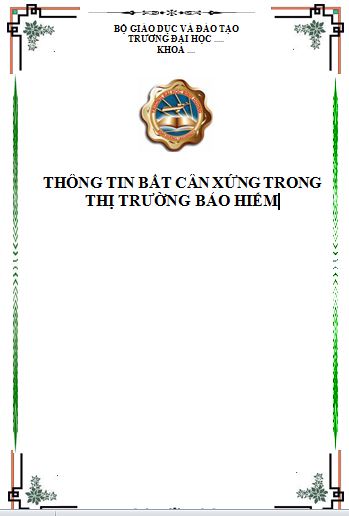 BỘ GIÁO DỤC VÀ ĐÀO TẠO
TRƯỜNG ĐẠI HỌC ....
KHOA ...
THÔNG TIN BẤT CÂN XỨNG TRONG
THỊ TRƯỜNG BẢO HIỂM